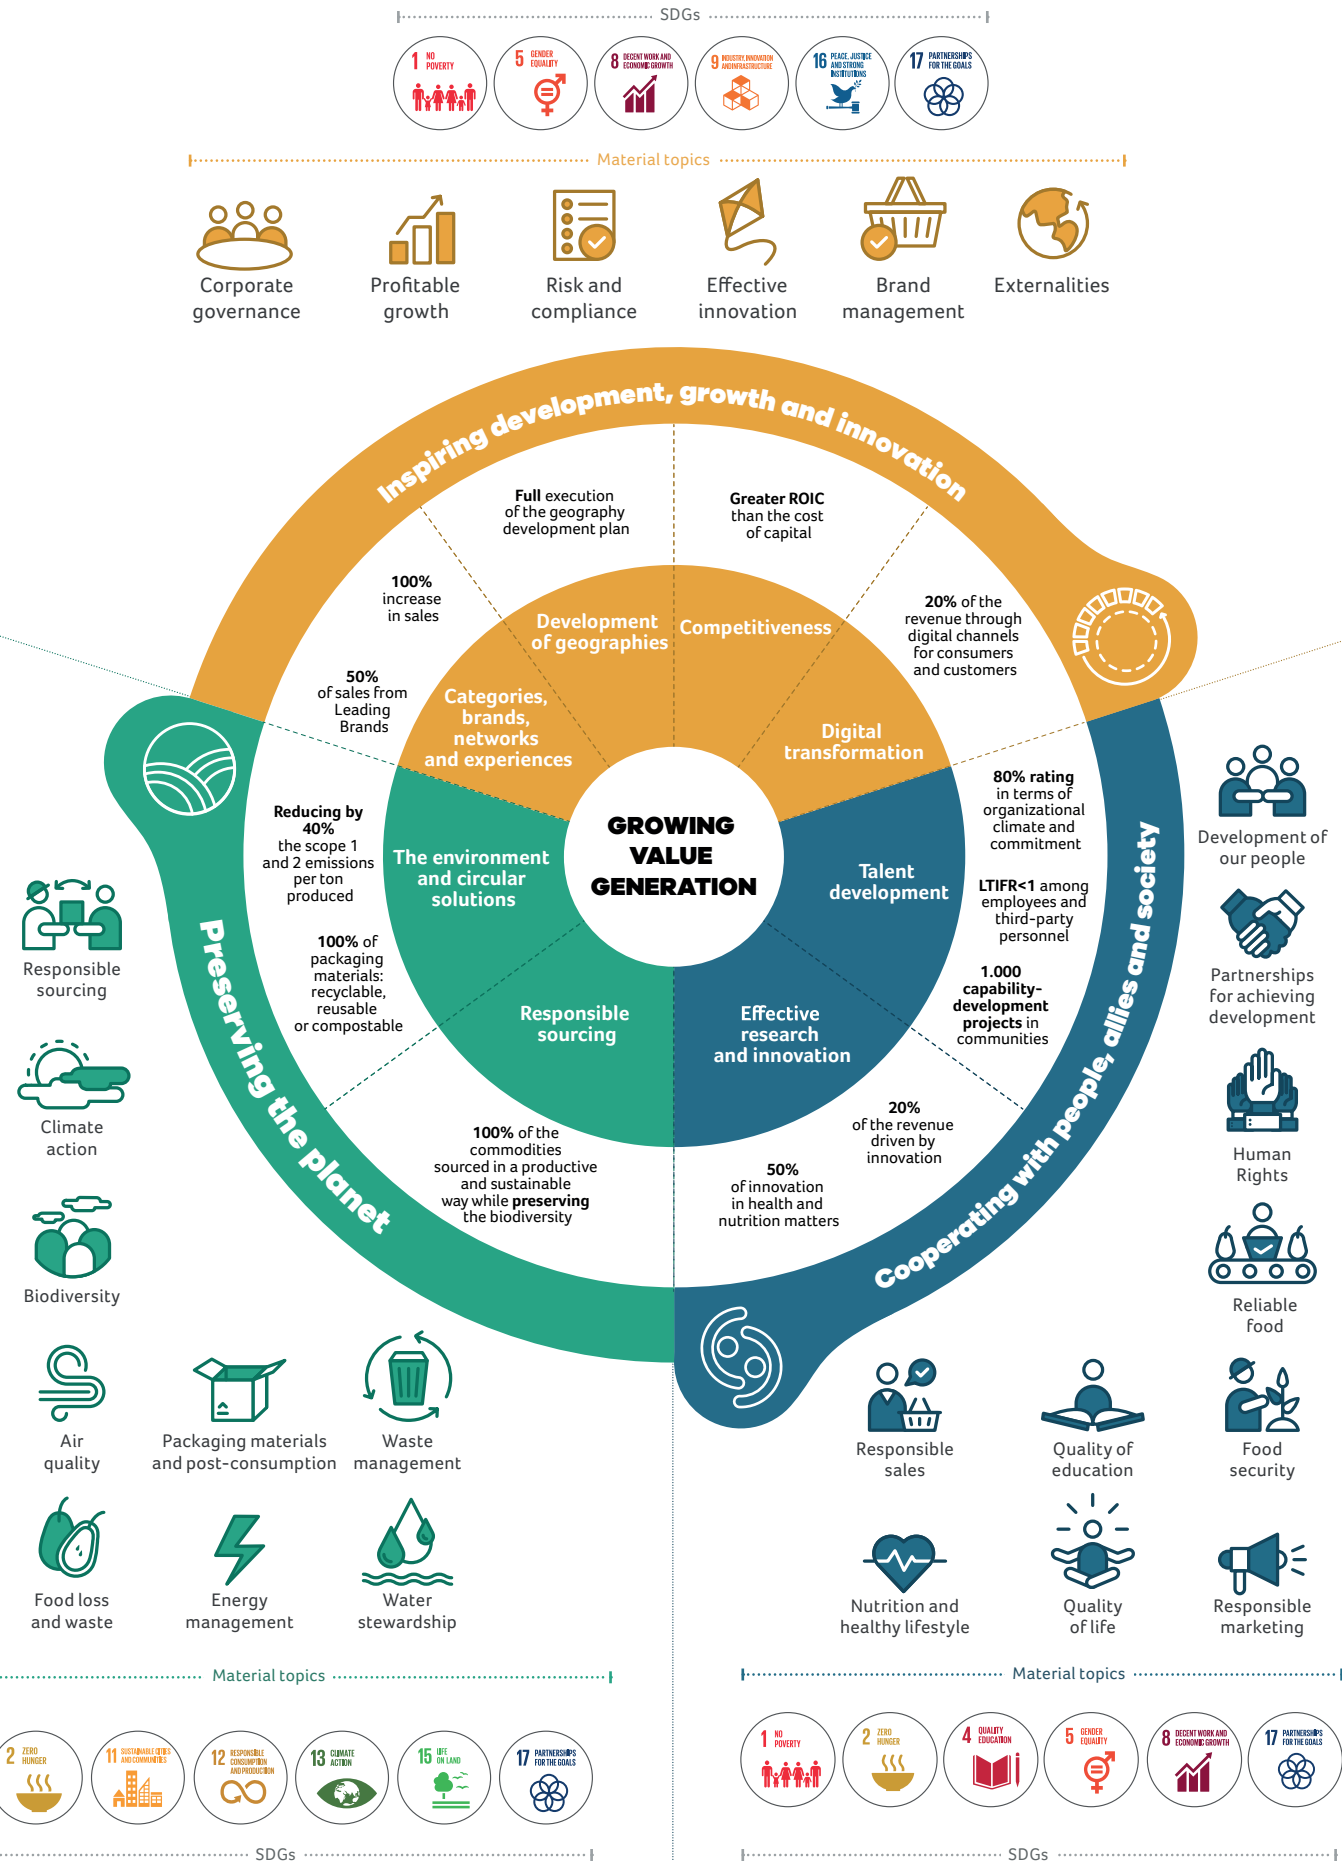 SDGs
1 NO
POVERTY
5 GENDER
EQUALITY
8 DECENT WORK AND
ECONOMIC GROWTH
9 INDUSTRY, INNOVATION
AND INFRASTRUCTURE
16 PEACE, JUSTICE
AND STRONG
INSTITUTIONS
17 PARTNERSHIPS
FOR THE GOALS
Material topics
Corporate
governance
Profitable
growth
Risk and
compliance
Effective
innovation
Brand
management
Externalities
Inspiring development, growth and innovation
100%
increase
in sales
50%
of sales from
Leading
Brands
Full execution
of the geography
development plan
Greater ROIC
than the cost
of capital
20% of the
revenue through
digital channels
for consumers
and customers
Categories,
brands,
networks
and experiences
Development
of geographies
Competitiveness
Digital
transformation
GROWING
VALUE
GENERATION
The environment
and circular
solutions
Responsible
sourcing
Talent
development
Effective
research
and innovation
Reducing by
40%
the scope 1
and 2 emissions
per ton
produced
100% of
packaging
materials:
recyclable,
reusable
or compostable
100% of the
commodities
sourced in a productive
and sustainable
way while preserving
the biodiversity
80% rating
in terms of
organizational
climate and
commitment
LTIFR<1 among
employees and
third-party
personnel
1.000
capability-
development
projects in
communities
20%
of the revenue
driven by
innovation
50%
of innovation
in health and
nutrition matters
Preserving the planet
Cooperating with people, allies and society
Responsible
sourcing
Climate
action
Biodiversity
Air
quality
Packaging materials
and post-consumption
Waste
management
Food loss
and waste
Energy
management
Water
stewardship
Material topics
2 ZERO
HUNGER
11 SUSTAINABLE CITIES
AND COMMUNITIES
12 RESPONSIBLE
CONSUMPTION
AND PRODUCTION
13 CLIMATE
ACTION
15 LIFE
ON LAND
17 PARTNERSHIPS
FOR THE GOALS
SDGs
Development of
our people
Partnerships
for achieving
development
Human
Rights
Reliable
food
Responsible
sales
Quality of
education
Food
security
Nutrition and
healthy lifestyle
Quality
of life
Responsible
marketing
Material topics
1 NO
POVERTY
2 ZERO
HUNGER
4 QUALITY
EDUCATION
5 GENDER
EQUALITY
8 DECENT WORK AND
ECONOMIC GROWTH
17 PARTNERSHIPS
FOR THE GOALS
SDGs